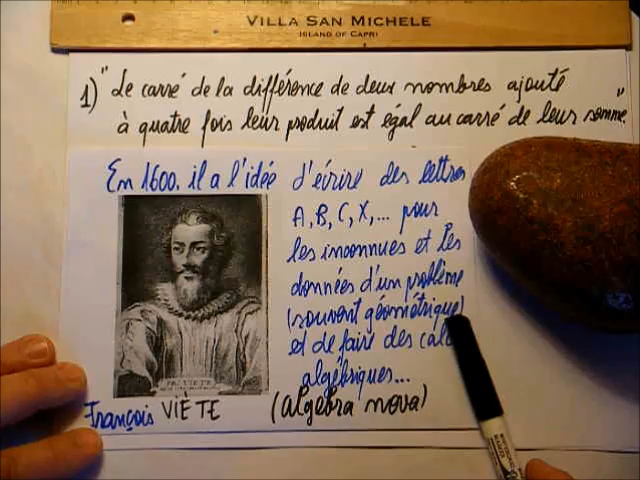 VILLA SAN MICHELE
ISLAND OF CAPRI
1) "Le carré de la différence de deux nombres ajouté
à quatre fois leur produit est égal au carré de leur somme."
En 1600, il a l'idée d'écrire des lettres
A, B, C, X, ... pour
les inconnues et les
données d'un problème
(souvent géométrique)
et de faire des calc
algébriques...
François VIÈTE (algebra nova)